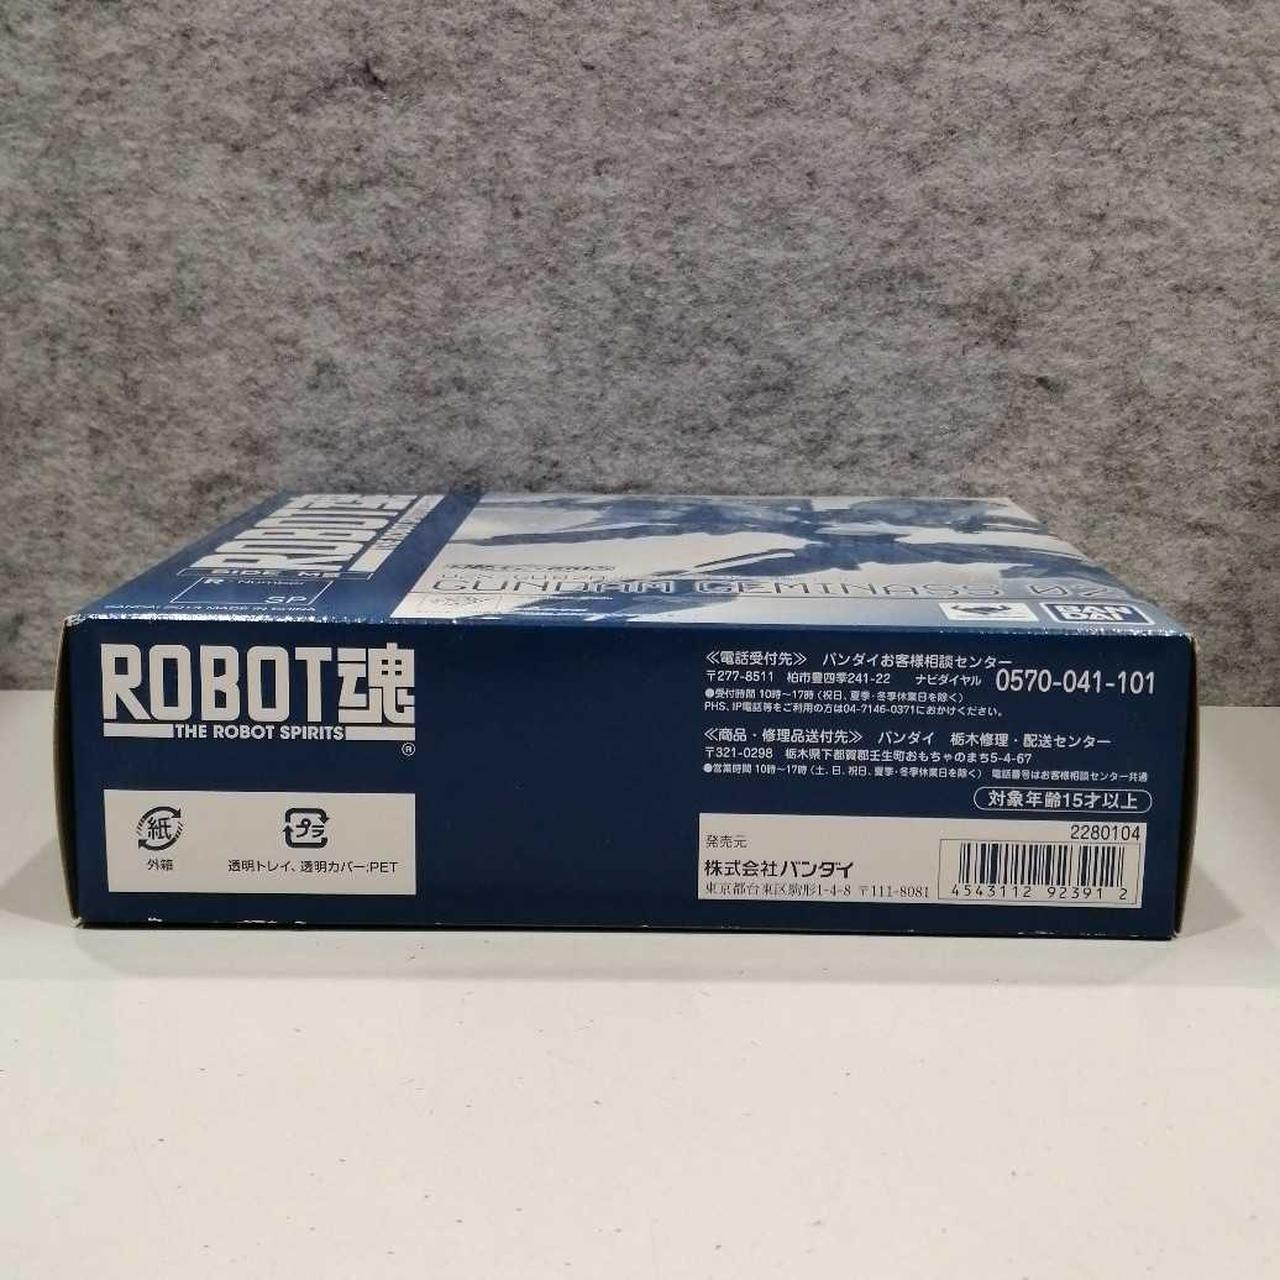 ROBOT魂
SIDE MS
R-Number
SP
BANDAI 2013 MADE IN CHINA
GUNDAM GEMINASS 02
BAN
DAI
ROBOT魂
THE ROBOT SPIRITS
®
紙
外箱
プラ
透明トレイ、透明カバー:PET
≪電話受付先≫ バンダイお客様相談センター
〒277-8511 柏市豊四季241-22 ナビダイヤル 0570-041-101
●受付時間 10時～17時(祝日、夏季・冬季休業日を除く)
PHS、IP電話等をご利用の方は04-7146-0371におかけください。
≪商品・修理品送付先≫ バンダイ 栃木修理・配送センター
〒321-0298 栃木県下都賀郡壬生町おもちゃのまち5-4-67
●営業時間 10時～17時(土、日、祝日、夏季・冬季休業日を除く) 電話番号はお客様相談センター共通
対象年齢15才以上
2280104
発売元
株式会社バンダイ
東京都台東区駒形1-4-8 〒111-8081
4543112 92391 2